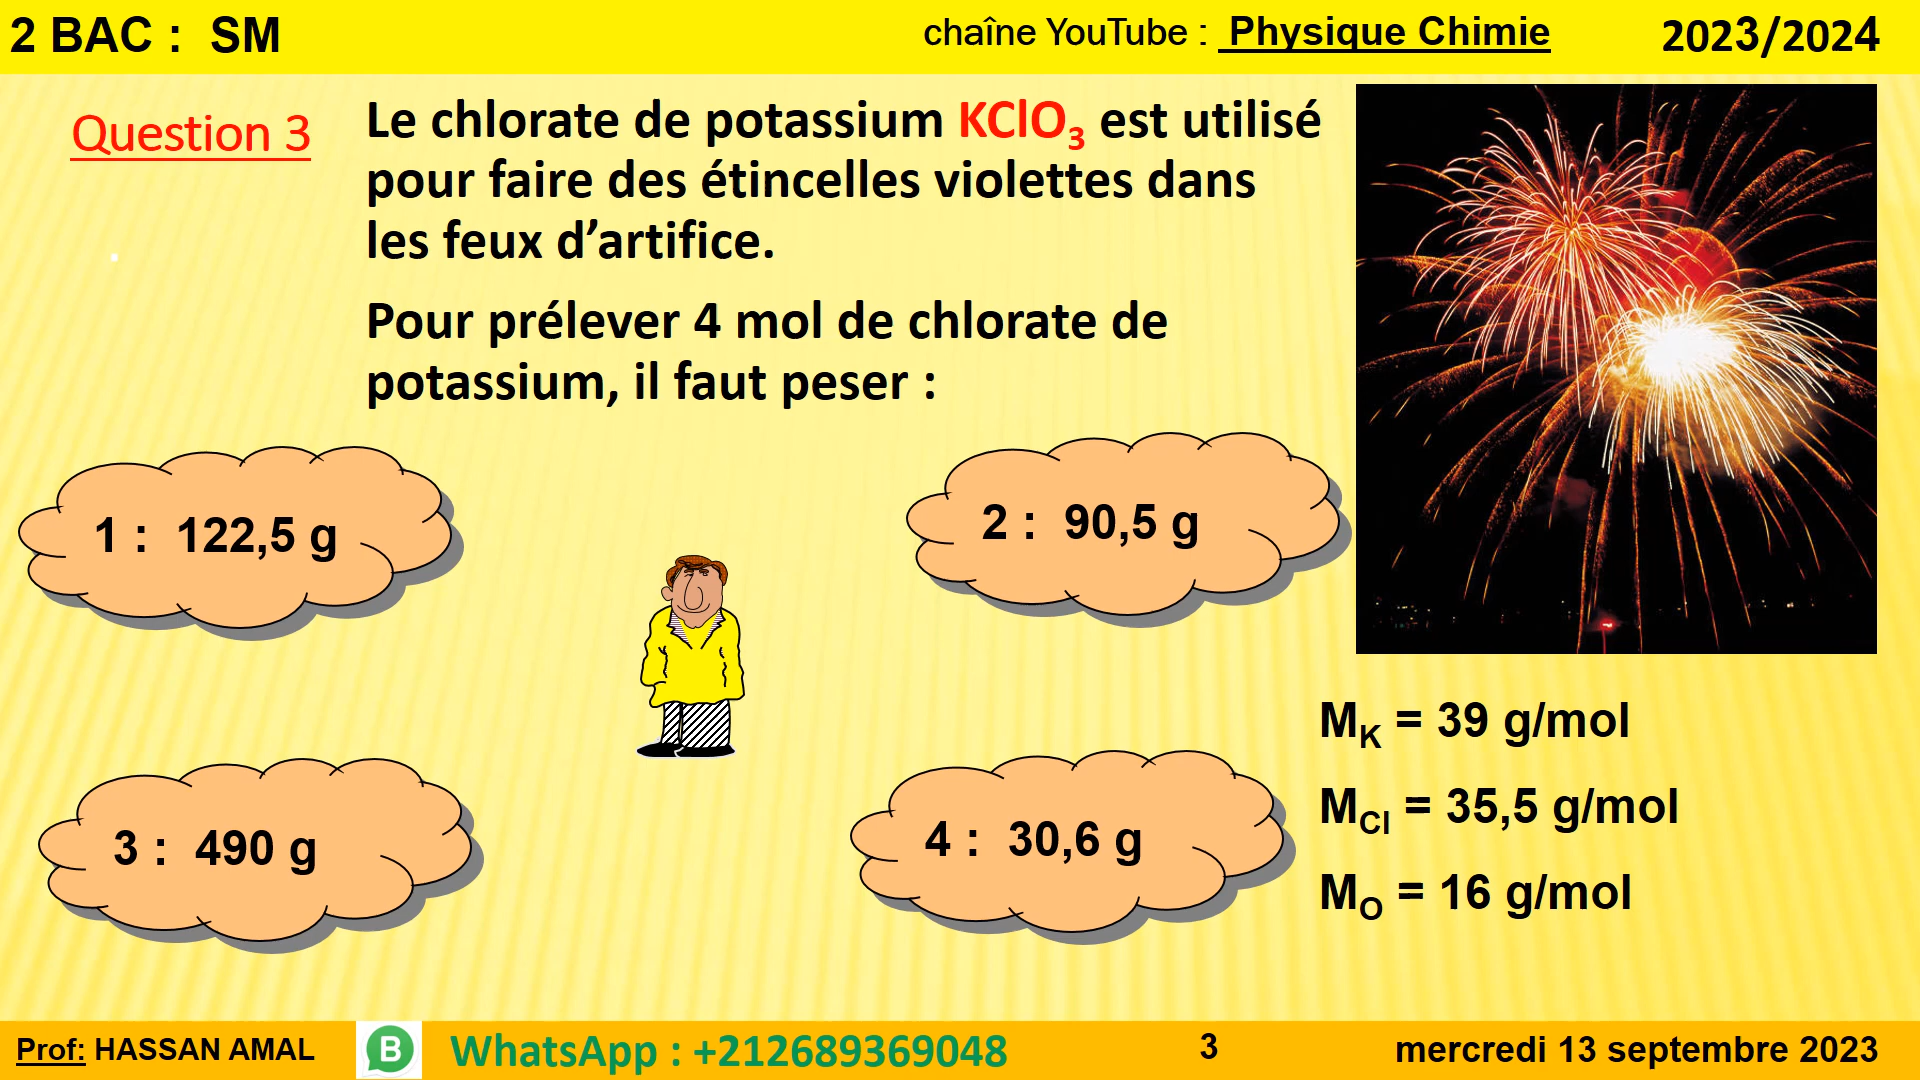 2 BAC :  SM
chaîne YouTube :  Physique Chimie
2023/2024
Question 3
Le chlorate de potassium KClO₃ est utilisé
pour faire des étincelles violettes dans
les feux d’artifice.
Pour prélever 4 mol de chlorate de
potassium, il faut peser :
1 :  122,5 g
2 :  90,5 g
3 :  490 g
4 :  30,6 g
M_K = 39 g/mol
M_Cl = 35,5 g/mol
M_O = 16 g/mol
Prof: HASSAN AMAL
B
WhatsApp : +212689369048
3
mercredi 13 septembre 2023